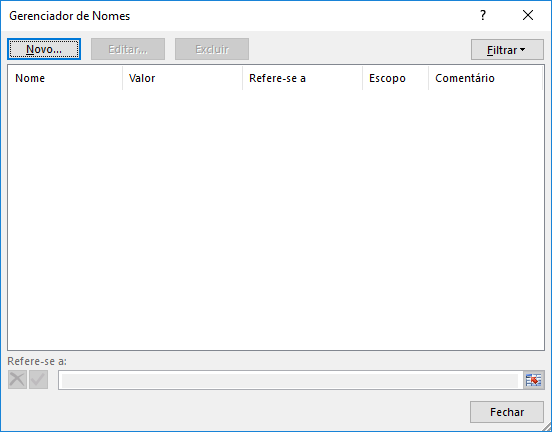 Gerenciador de Nomes
Novo... Editar... Excluir Filtrar
Nome Valor Refere-se a Escopo Comentário
Refere-se a:
Fechar